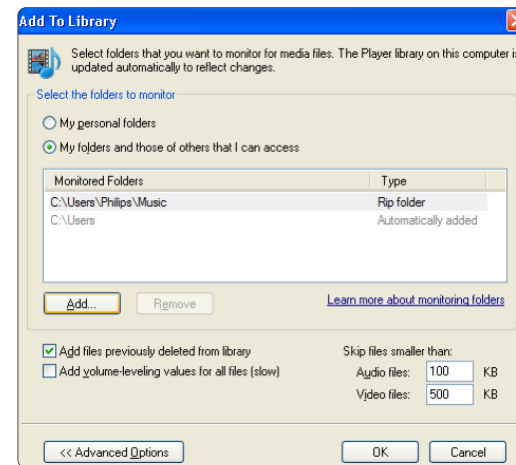 Add To Library
Select folders that you want to monitor for media files. The Player library on this computer is
updated automatically to reflect changes.
Select the folders to monitor
My personal folders
My folders and those of others that I can access
Monitored Folders Type
C:\Users\Philips\Music Rip folder
C:\Users Automatically added
Add... Remove Learn more about monitoring folders
Add files previously deleted from library Skip files smaller than:
Add volume-leveling values for all files (slow) Audio files: 100 KB
Video files: 500 KB
<< Advanced Options OK Cancel